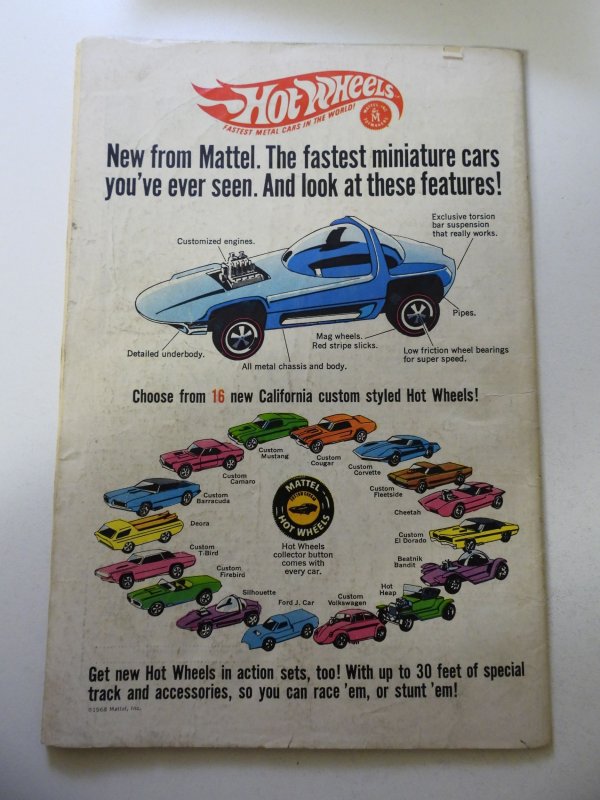 Hot Wheels
FASTEST METAL CARS IN THE WORLD!
MATTEL, INC.
M
TOYMAKERS
New from Mattel. The fastest miniature cars
you've ever seen. And look at these features!
Exclusive torsion
bar suspension
that really works.
Customized engines.
Pipes.
Mag wheels.
Red stripe slicks.
Low friction wheel bearings
for super speed.
Detailed underbody.
All metal chassis and body.
Choose from 16 new California custom styled Hot Wheels!
Custom
Mustang
Custom
Cougar
Custom
Corvette
Custom
Camaro
Custom
Fleetside
Custom
Barracuda
Cheetah
Deora
Custom
El Dorado
Custom
T-Bird
Beatnik
Bandit
Custom
Firebird
Hot
Heap
Silhouette
Ford J. Car
Custom
Volkswagen
MATTEL
HOT WHEELS
Hot Wheels
collector button
comes with
every car.
Get new Hot Wheels in action sets, too! With up to 30 feet of special
track and accessories, so you can race 'em, or stunt 'em!
©1968 Mattel, Inc.